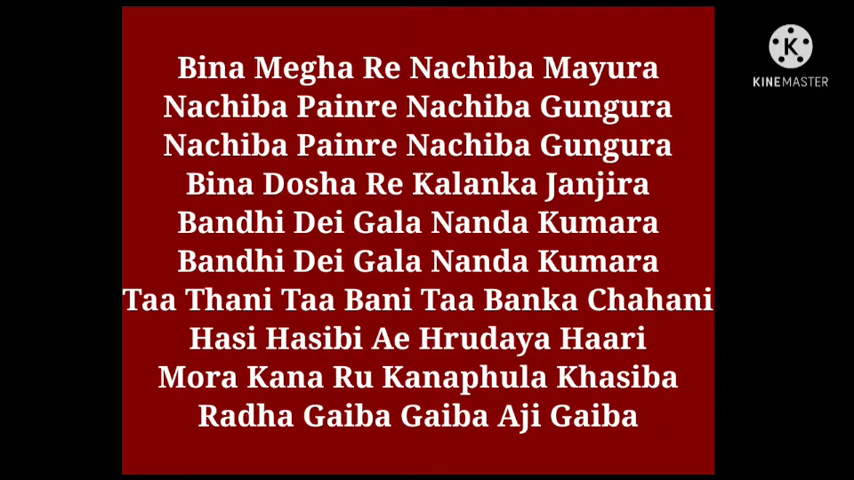 Bina Megha Re Nachiba Mayura
Nachiba Painre Nachiba Gungura
Nachiba Painre Nachiba Gungura
Bina Dosha Re Kalanka Janjira
Bandhi Dei Gala Nanda Kumara
Bandhi Dei Gala Nanda Kumara
Taa Thani Taa Bani Taa Banka Chahani
Hasi Hasibi Ae Hrudaya Haari
Mora Kana Ru Kanaphula Khasiba
Radha Gaiba Gaiba Aji Gaiba
K
KINEMASTER